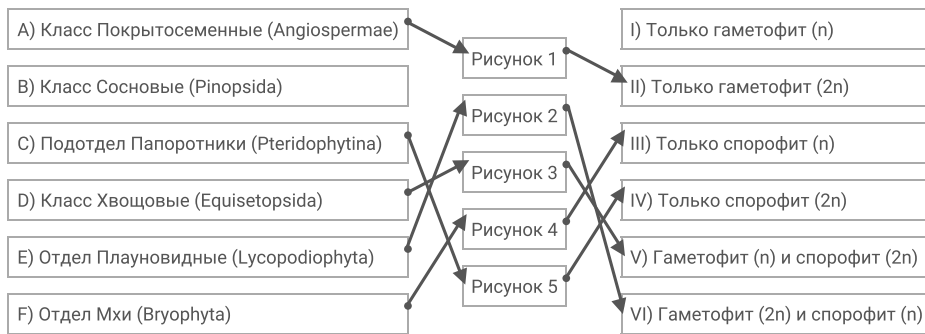 A) Класс Покрытосеменные (Angiospermae)
B) Класс Сосновые (Pinopsida)
C) Подотдел Папоротники (Pteridophytina)
D) Класс Хвощовые (Equisetopsida)
E) Отдел Плауновидные (Lycopodiophyta)
F) Отдел Мхи (Bryophyta)
Рисунок 1
Рисунок 2
Рисунок 3
Рисунок 4
Рисунок 5
I) Только гаметофит (n)
II) Только гаметофит (2n)
III) Только спорофит (n)
IV) Только спорофит (2n)
V) Гаметофит (n) и спорофит (2n)
VI) Гаметофит (2n) и спорофит (n)